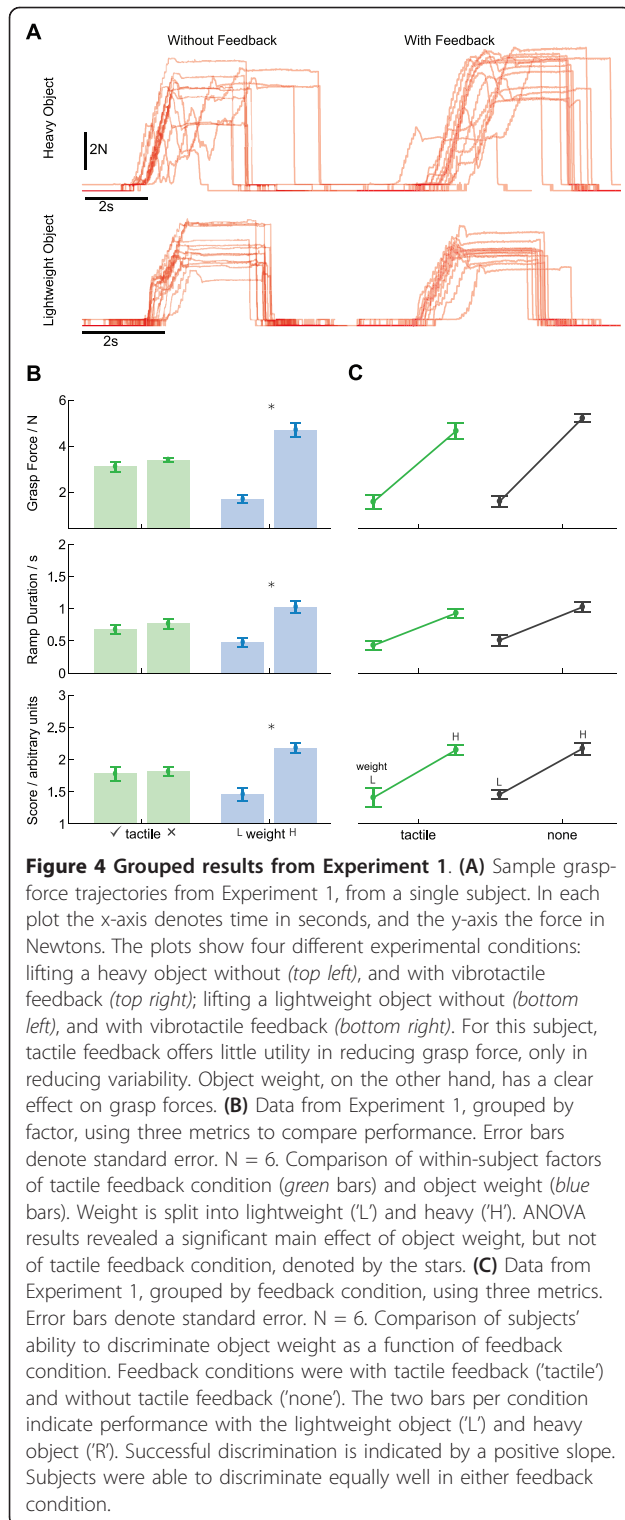 A
Without Feedback
With Feedback
Heavy Object
2N
2s
Lightweight Object
2s
B
C
Grasp Force / N
6
4
2
*
Ramp Duration / s
2
1.5
1
0.5
0
*
Score / arbitrary units
3
2.5
2
1.5
1
*
weight
L
H
L
H
✓ tactile ×
L weight H
tactile
none
Figure 4 Grouped results from Experiment 1. (A) Sample grasp-
force trajectories from Experiment 1, from a single subject. In each
plot the x-axis denotes time in seconds, and the y-axis the force in
Newtons. The plots show four different experimental conditions:
lifting a heavy object without (top left), and with vibrotactile
feedback (top right); lifting a lightweight object without (bottom
left), and with vibrotactile feedback (bottom right). For this subject,
tactile feedback offers little utility in reducing grasp force, only in
reducing variability. Object weight, on the other hand, has a clear
effect on grasp forces. (B) Data from Experiment 1, grouped by
factor, using three metrics to compare performance. Error bars
denote standard error. N = 6. Comparison of within-subject factors
of tactile feedback condition (green bars) and object weight (blue
bars). Weight is split into lightweight ('L') and heavy ('H'). ANOVA
results revealed a significant main effect of object weight, but not
of tactile feedback condition, denoted by the stars. (C) Data from
Experiment 1, grouped by feedback condition, using three metrics.
Error bars denote standard error. N = 6. Comparison of subjects'
ability to discriminate object weight as a function of feedback
condition. Feedback conditions were with tactile feedback ('tactile')
and without tactile feedback ('none'). The two bars per condition
indicate performance with the lightweight object ('L') and heavy
object ('R'). Successful discrimination is indicated by a positive slope.
Subjects were able to discriminate equally well in either feedback
condition.